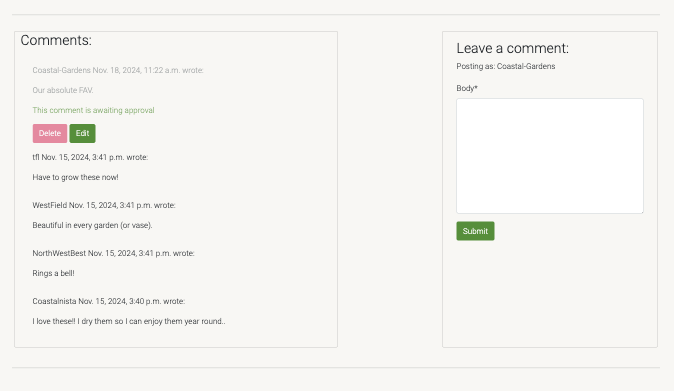 Comments:
Coastal-Gardens Nov. 18, 2024, 11:22 a.m. wrote:
Our absolute FAV.
This comment is awaiting approval
Delete Edit
tfl Nov. 15, 2024, 3:41 p.m. wrote:
Have to grow these now!
WestField Nov. 15, 2024, 3:41 p.m. wrote:
Beautiful in every garden (or vase).
NorthWestBest Nov. 15, 2024, 3:41 p.m. wrote:
Rings a bell!
Coastalnista Nov. 15, 2024, 3:40 p.m. wrote:
I love these!! I dry them so I can enjoy them year round..
Leave a comment:
Posting as: Coastal-Gardens
Body*
Submit